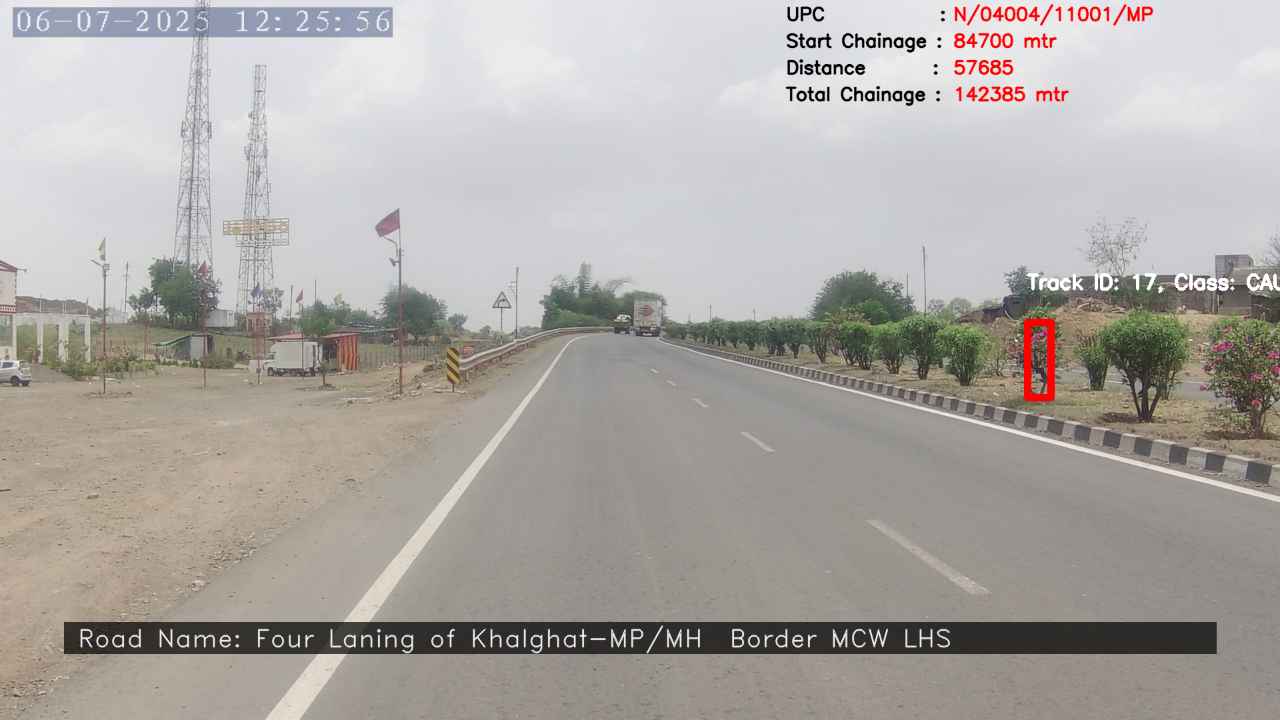 06-07-2025 12:25:56
UPC : N/04004/11001/MP
Start Chainage : 84700 mtr
Distance : 57685
Total Chainage : 142385 mtr
Track ID: 17, Class: CAU
Road Name: Four Laning of Khalghat-MP/MH Border MCW LHS